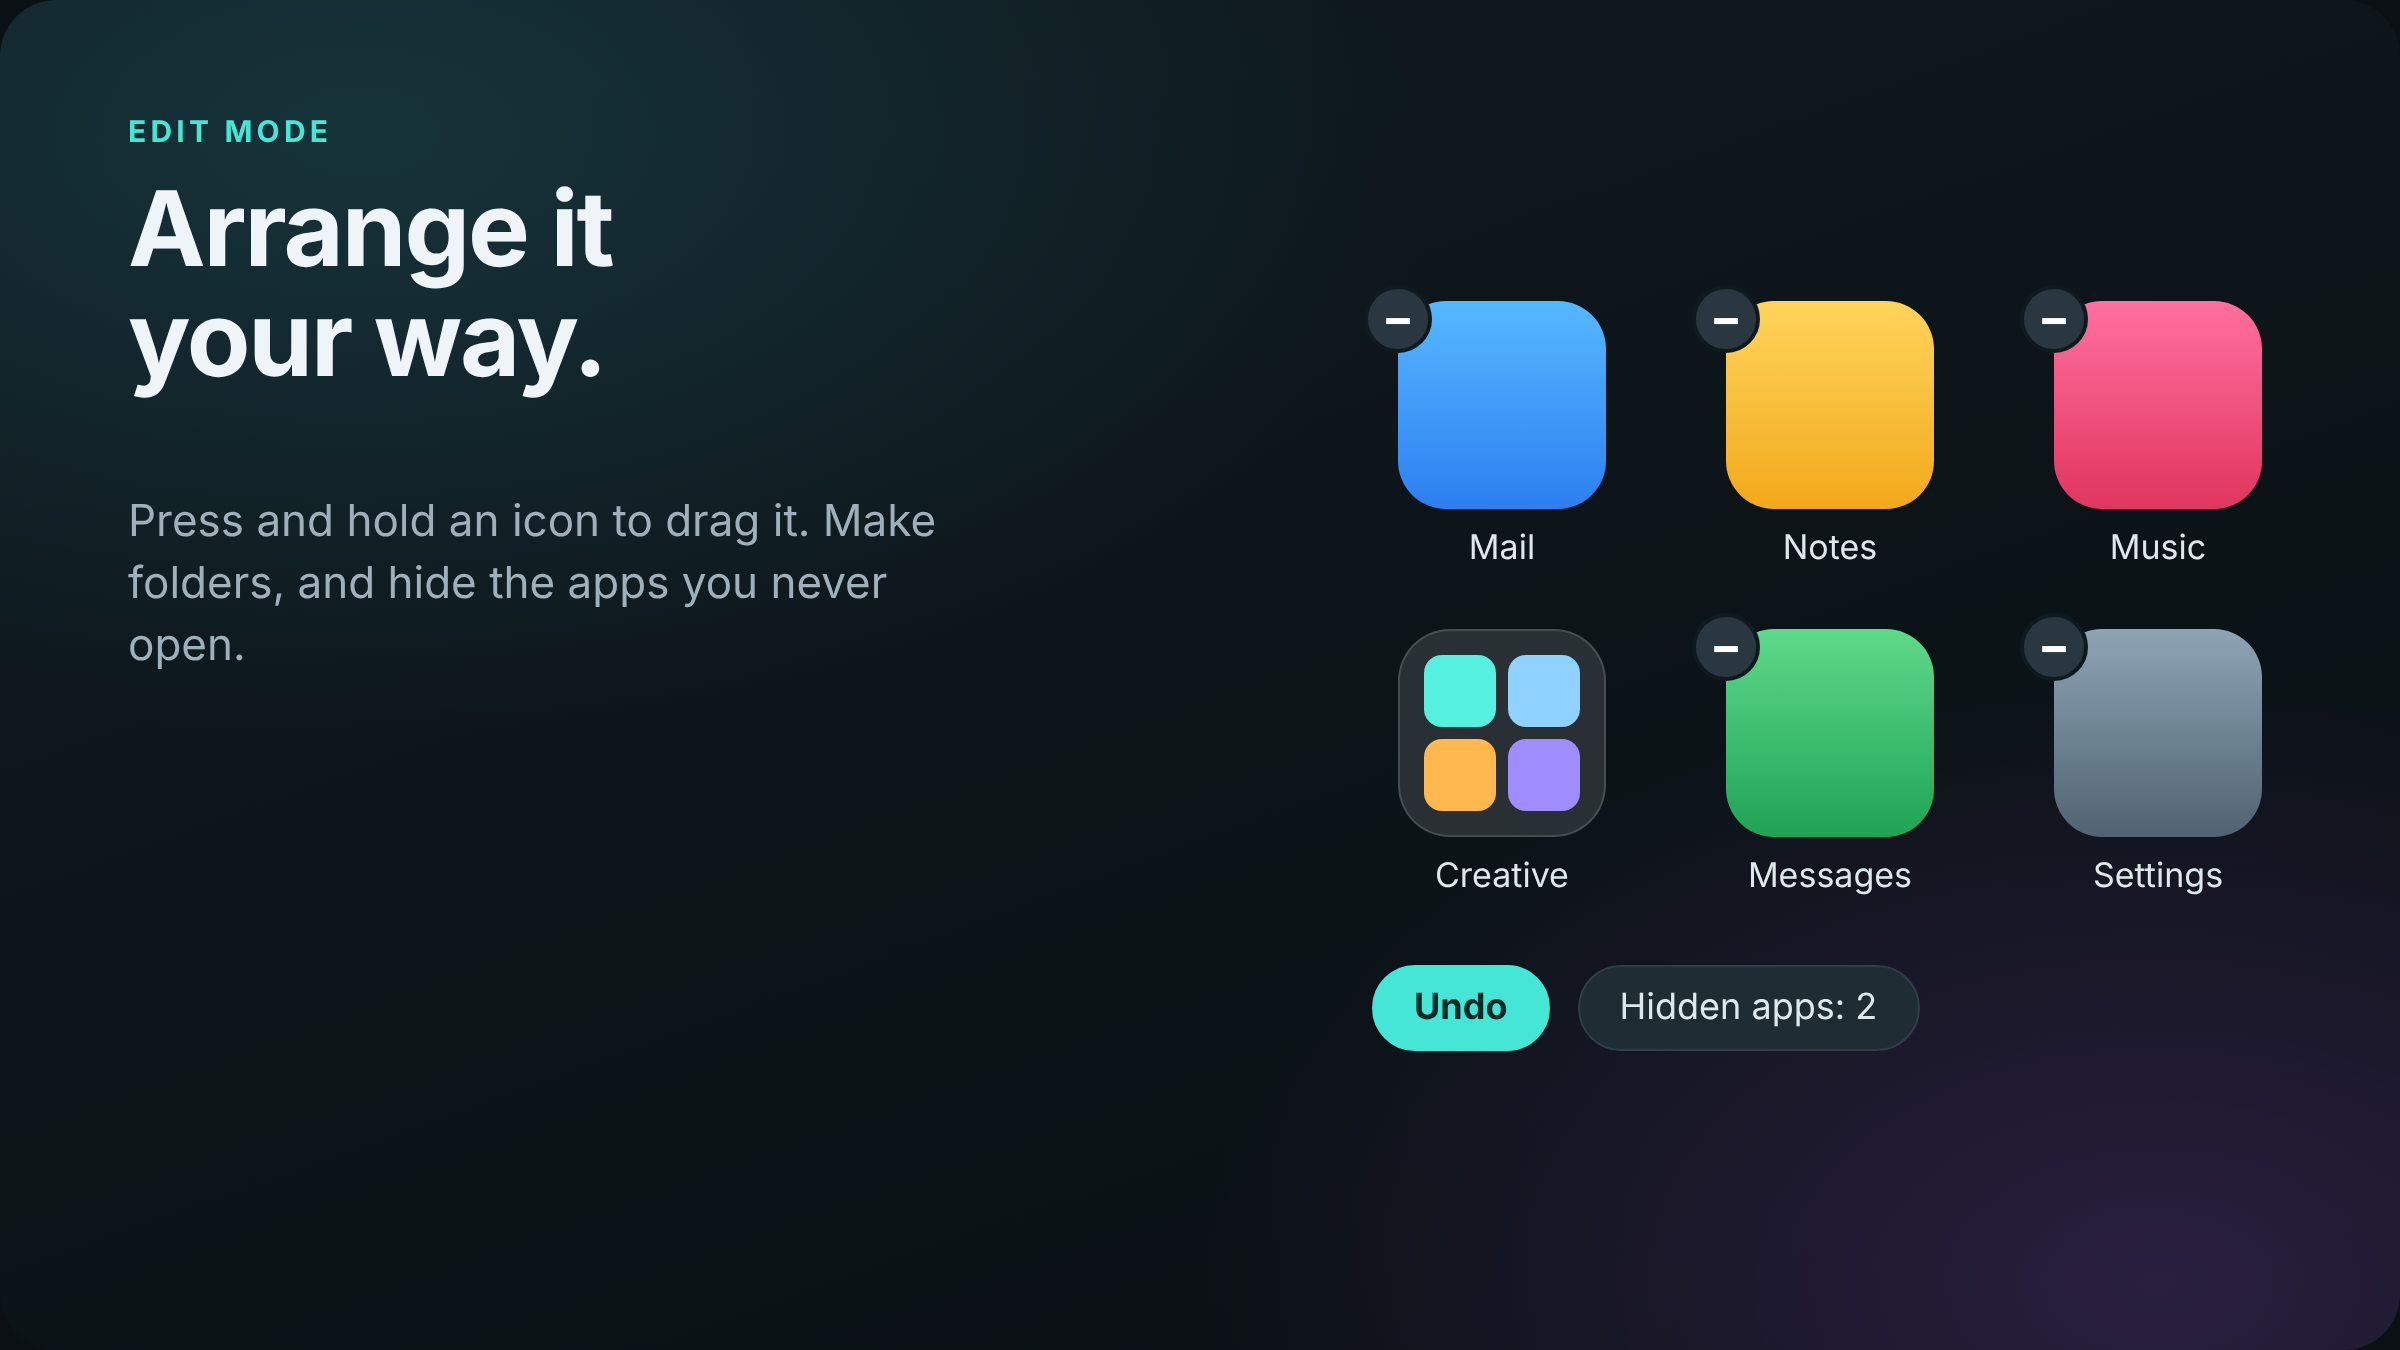 EDIT MODE
Arrange it
your way.
Press and hold an icon to drag it. Make
folders, and hide the apps you never
open.
Mail
Notes
Music
Creative
Messages
Settings
Undo
Hidden apps: 2